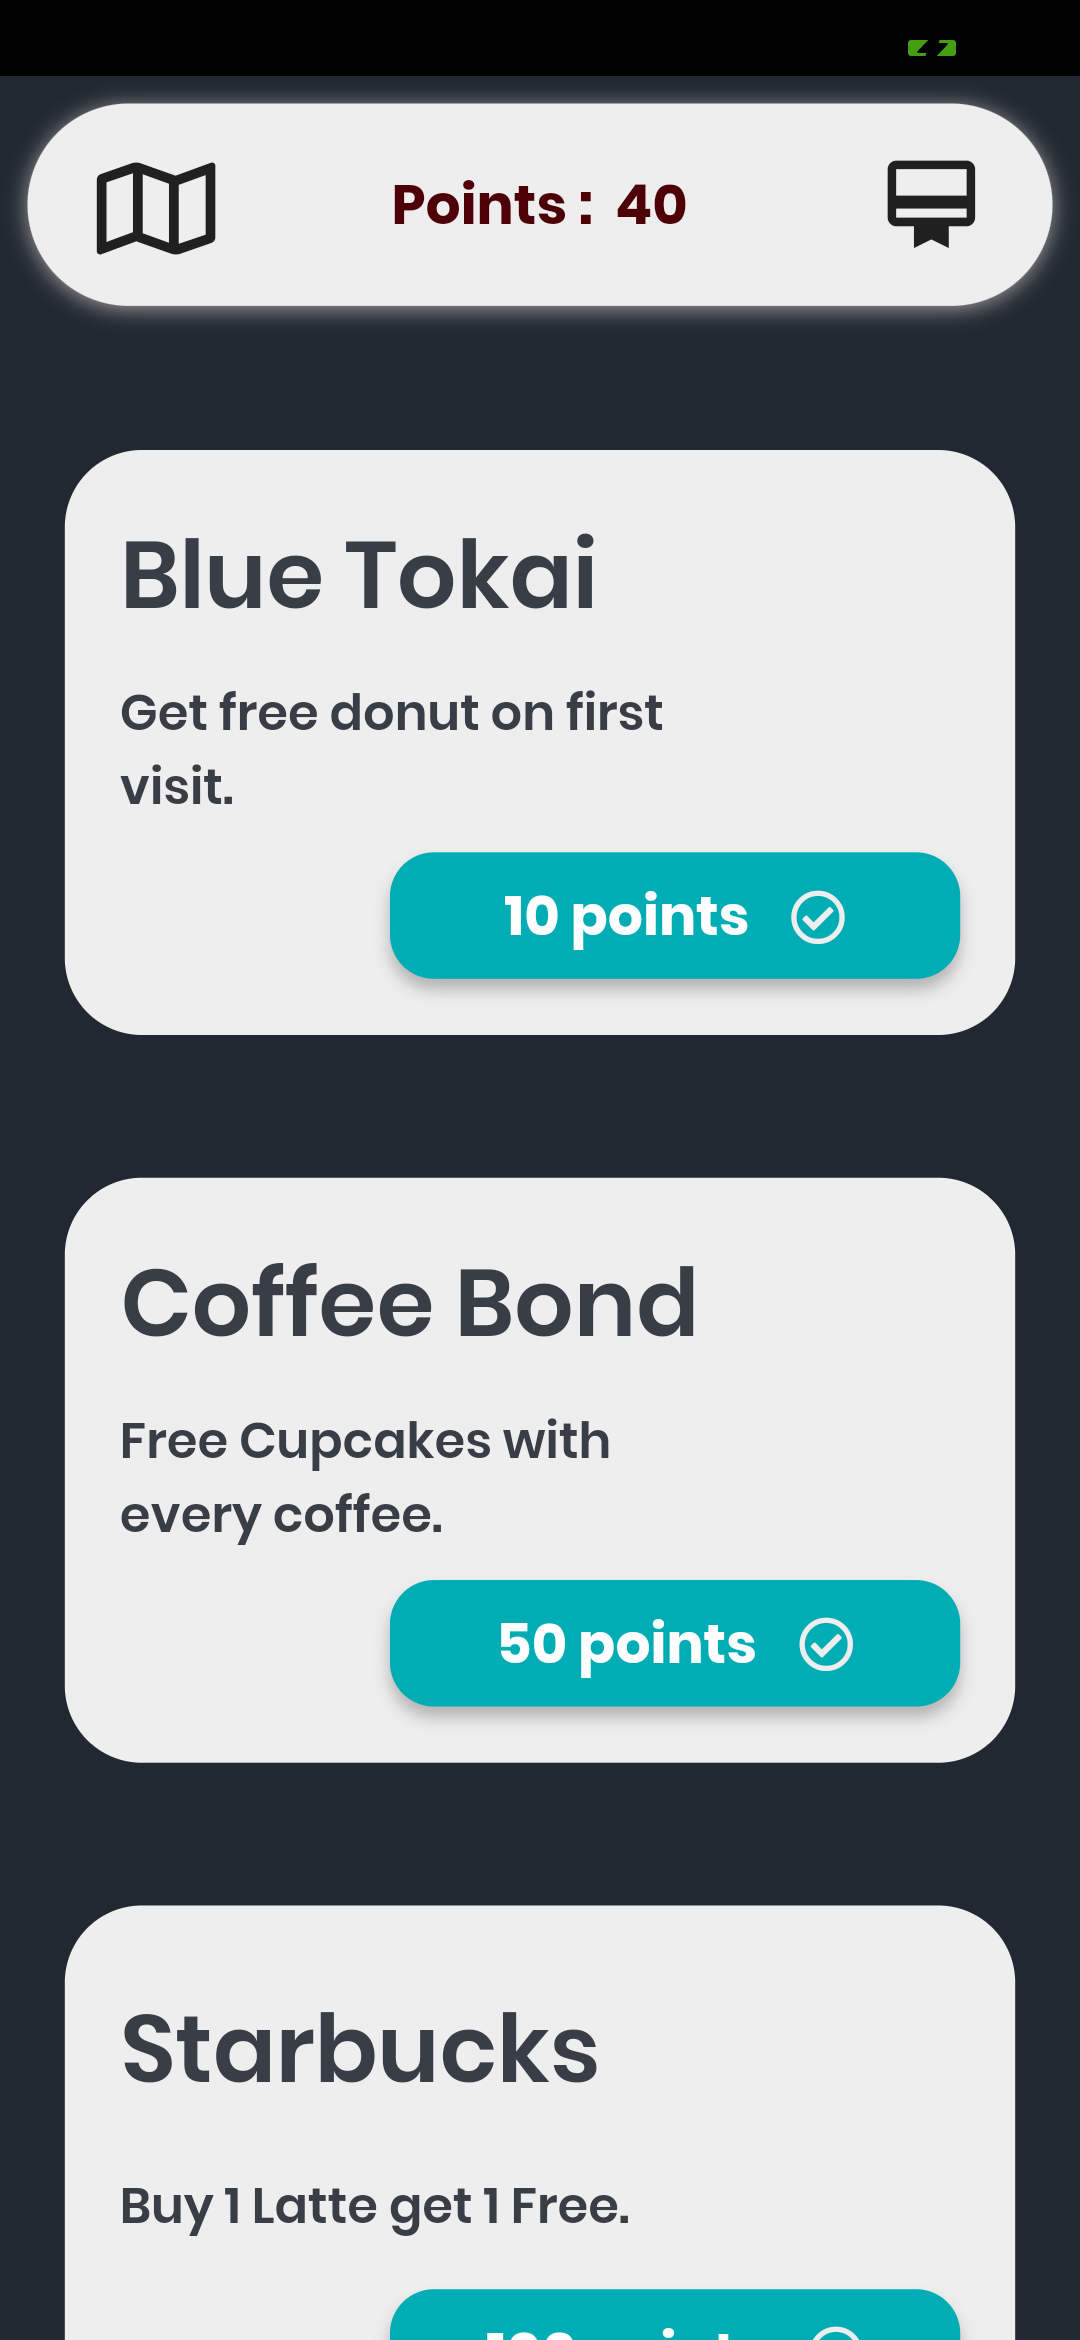 Points : 40
Blue Tokai
Get free donut on first
visit.
10 points
Coffee Bond
Free Cupcakes with
every coffee.
50 points
Starbucks
Buy 1 Latte get 1 Free.